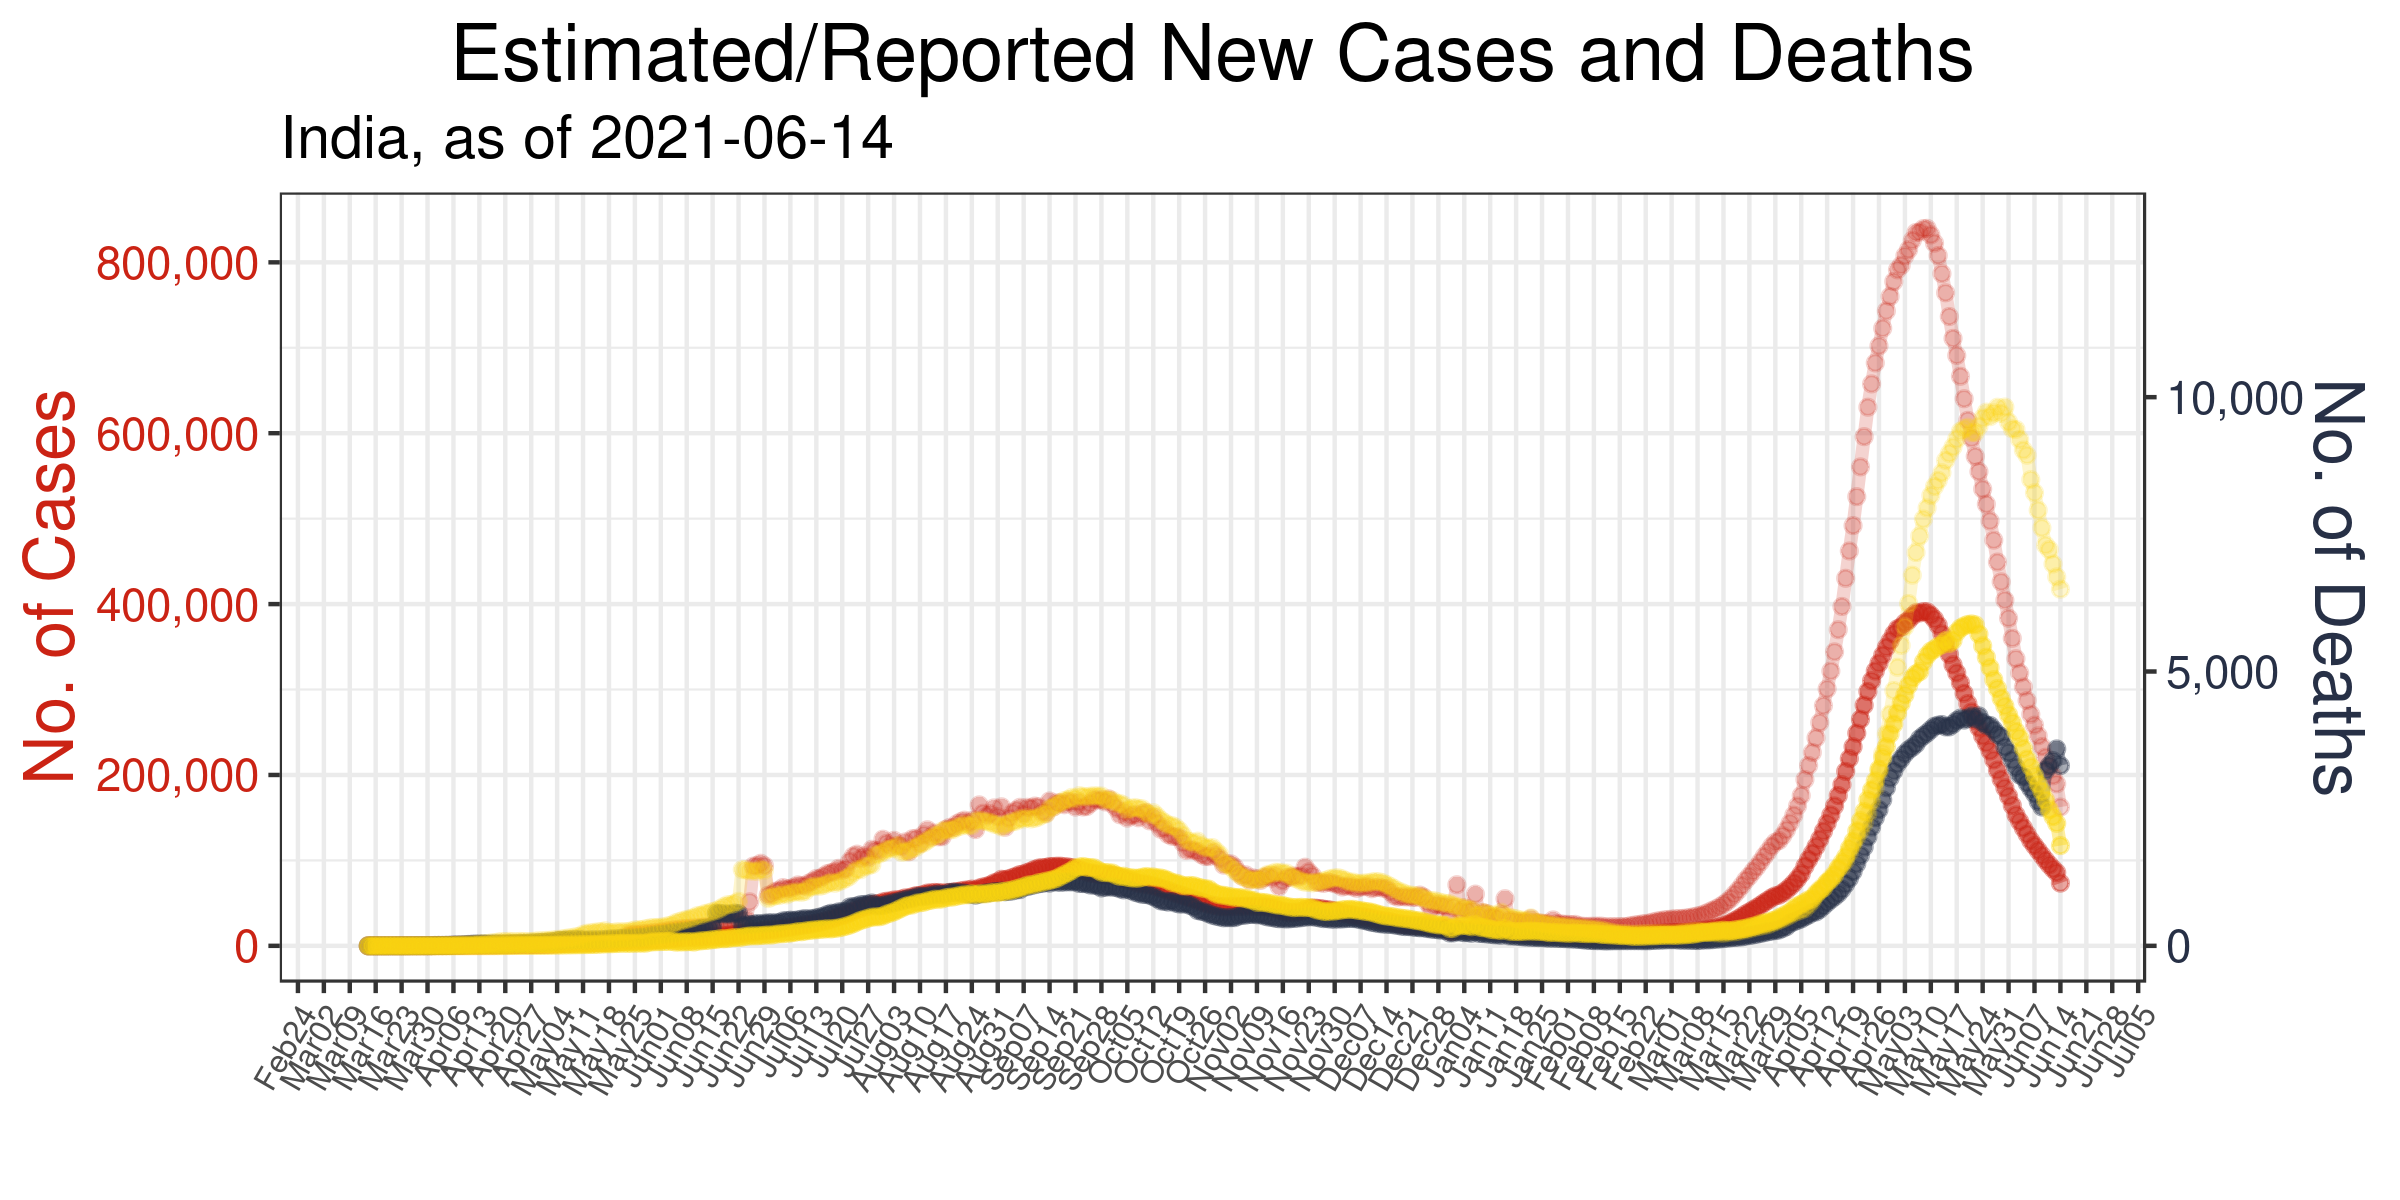 Estimated/Reported New Cases and Deaths
India, as of 2021-06-14
No. of Cases
800,000
600,000
400,000
200,000
0
10,000
5,000
0
No. of Deaths
Feb24
Mar02
Mar09
Mar16
Mar23
Mar30
Apr06
Apr13
Apr20
Apr27
May04
May11
May18
May25
Jun01
Jun08
Jun15
Jun22
Jun29
Jul06
Jul13
Jul20
Jul27
Aug03
Aug10
Aug17
Aug24
Aug31
Sep07
Sep14
Sep21
Sep28
Oct05
Oct12
Oct19
Oct26
Nov02
Nov09
Nov16
Nov23
Nov30
Dec07
Dec14
Dec21
Dec28
Jan04
Jan11
Jan18
Jan25
Feb01
Feb08
Feb15
Feb22
Mar01
Mar08
Mar15
Mar22
Mar29
Apr05
Apr12
Apr19
Apr26
May03
May10
May17
May24
May31
Jun07
Jun14
Jun21
Jun28
Jul05